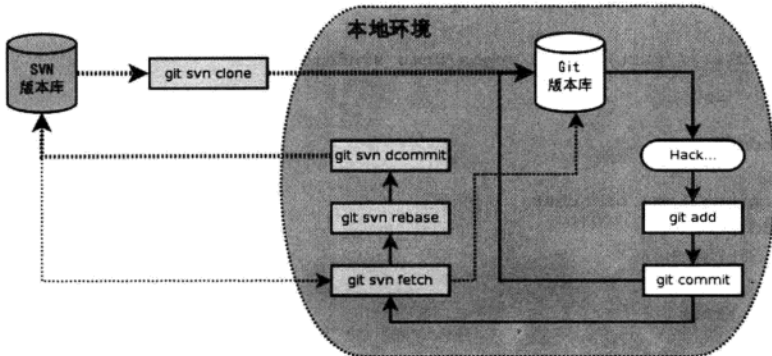 本地环境
SVN
版本库
git svn clone
Git
版本库
git svn dcommit
Hack...
git svn rebase
git add
git svn fetch
git commit